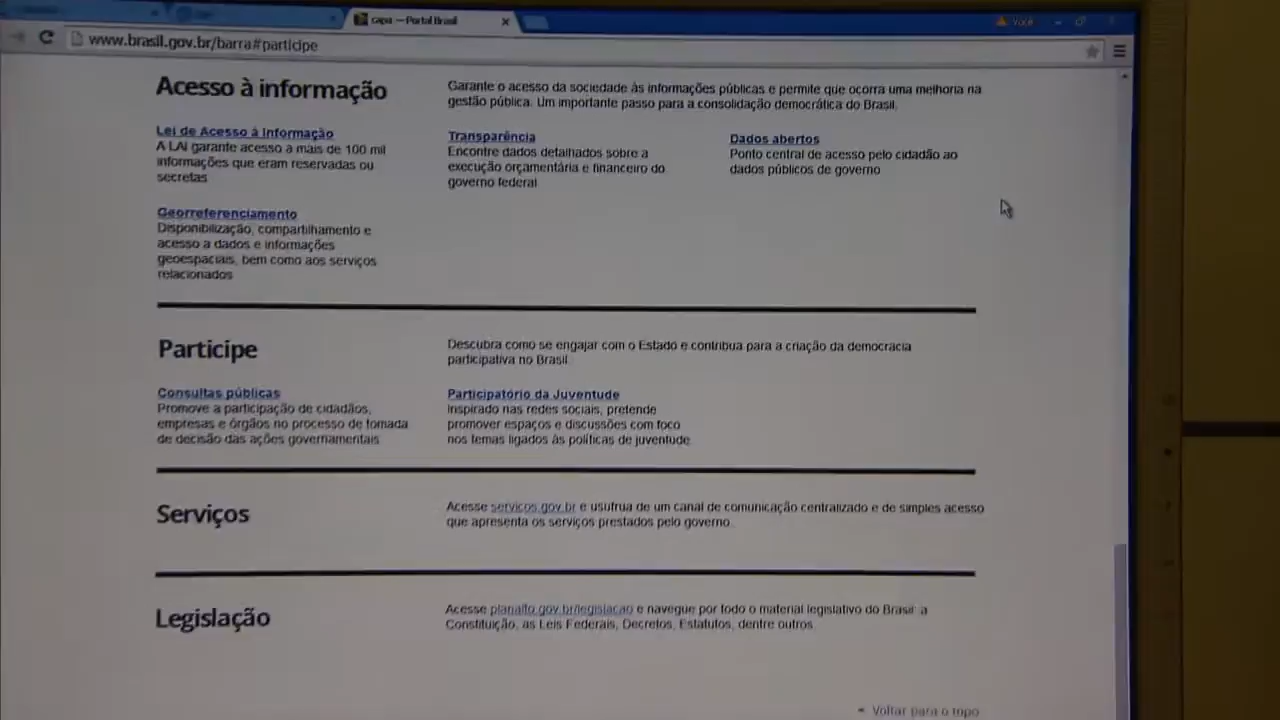 capa — Portal Brasil
Você
www.brasil.gov.br/barra#participe
Acesso à informação
Garante o acesso da sociedade às informações públicas e permite que ocorra uma melhoria na
gestão pública. Um importante passo para a consolidação democrática do Brasil.
Lei de Acesso à Informação
A LAI garante acesso a mais de 100 mil
informações que eram reservadas ou
secretas
Transparência
Encontre dados detalhados sobre a
execução orçamentária e financeiro do
governo federal
Dados abertos
Ponto central de acesso pelo cidadão ao
dados públicos de governo
Georreferenciamento
Disponibilização, compartilhamento e
acesso a dados e informações
geoespaciais, bem como aos serviços
relacionados
Participe
Descubra como se engajar com o Estado e contribua para a criação da democracia
participativa no Brasil.
Consultas públicas
Promove a participação de cidadãos,
empresas e órgãos no processo de tomada
de decisão das ações governamentais
Participatório da Juventude
Inspirado nas redes sociais, pretende
promover espaços e discussões com foco
nos temas ligados às políticas de juventude
Serviços
Acesse servicos.gov.br e usufrua de um canal de comunicação centralizado e de simples acesso
que apresenta os serviços prestados pelo governo.
Legislação
Acesse planalto.gov.br/legislacao e navegue por todo o material legislativo do Brasil: a
Constituição, as Leis Federais, Decretos, Estatutos, dentre outros.
Voltar para o topo